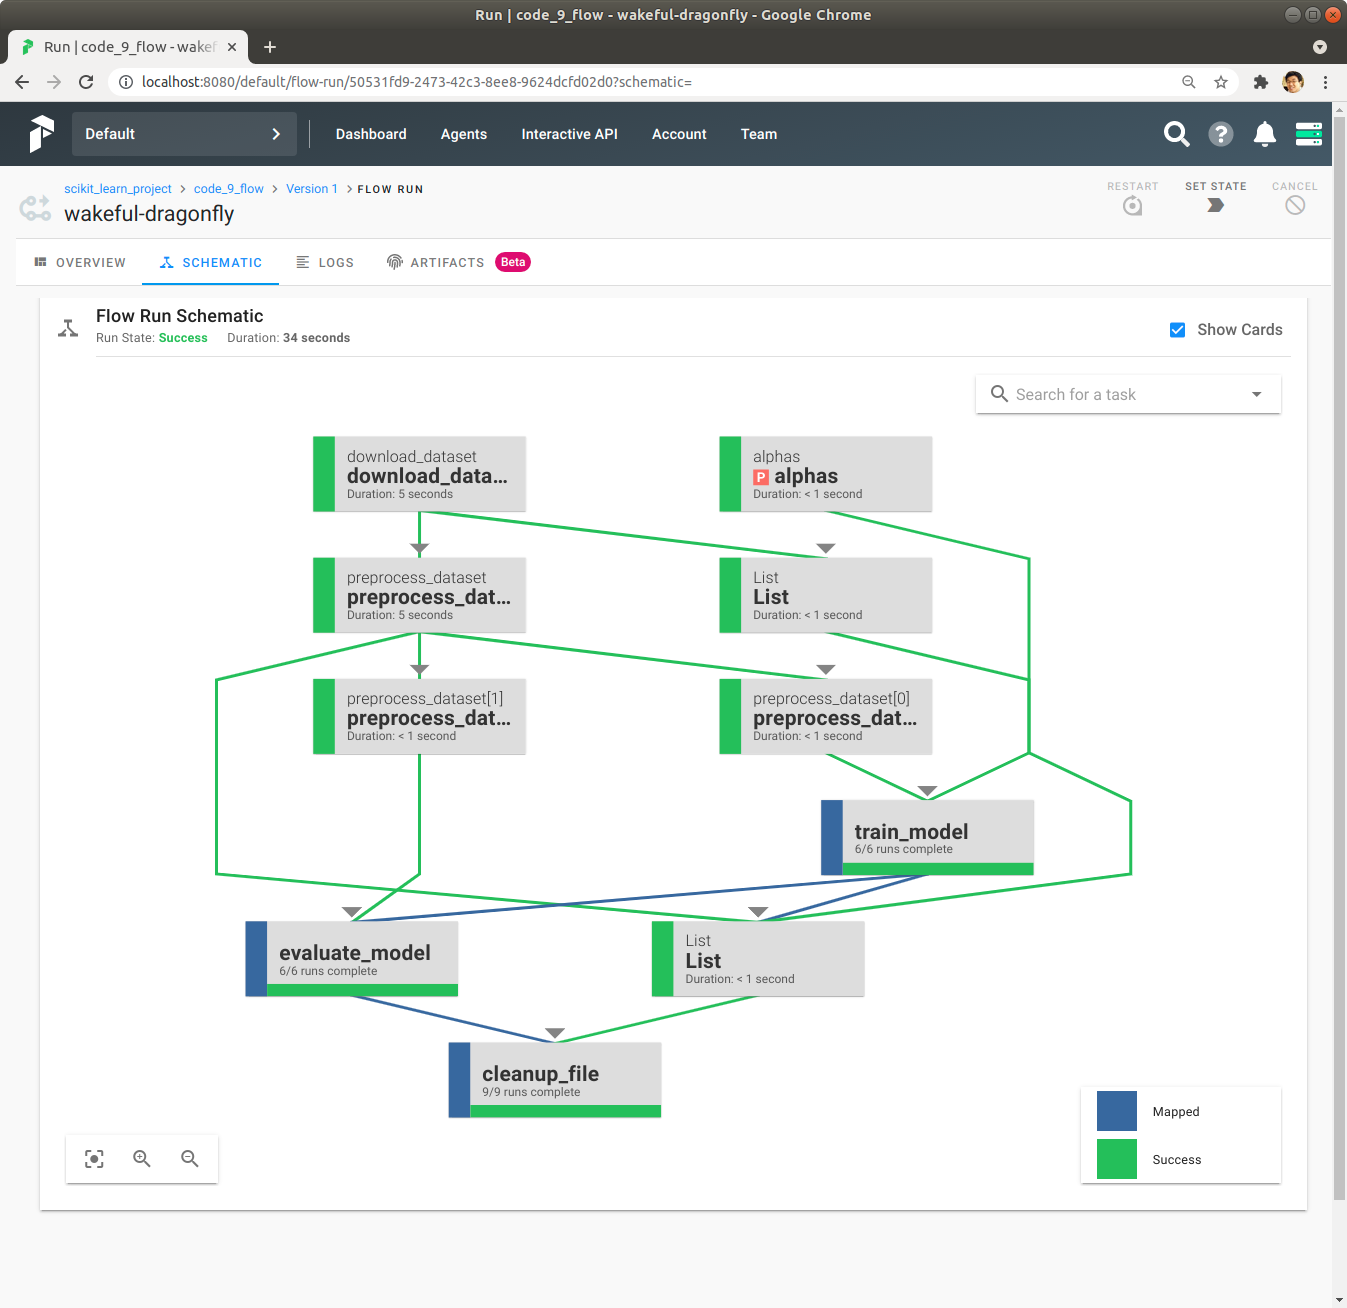 Run | code_9_flow - wakeful-dragonfly - Google Chrome
Run | code_9_flow - wakef
localhost:8080/default/flow-run/50531fd9-2473-42c3-8ee8-9624dcfd02d0?schematic=
Default
Dashboard
Agents
Interactive API
Account
Team
scikit_learn_project > code_9_flow > Version 1 > FLOW RUN
wakeful-dragonfly
RESTART
SET STATE
CANCEL
OVERVIEW
SCHEMATIC
LOGS
ARTIFACTS
Beta
Flow Run Schematic
Run State: Success Duration: 34 seconds
Show Cards
Search for a task
download_dataset
download_data...
Duration: 5 seconds
alphas
P alphas
Duration: < 1 second
preprocess_dataset
preprocess_dat...
Duration: 5 seconds
List
List
Duration: < 1 second
preprocess_dataset[1]
preprocess_dat...
Duration: < 1 second
preprocess_dataset[0]
preprocess_dat...
Duration: < 1 second
train_model
6/6 runs complete
evaluate_model
6/6 runs complete
List
List
Duration: < 1 second
cleanup_file
9/9 runs complete
Mapped
Success